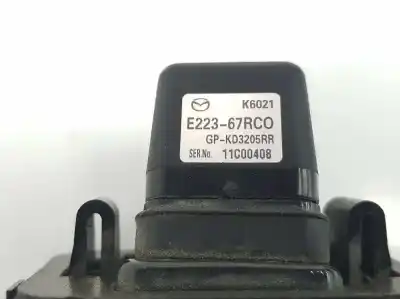 K6021
E223-67RC0
GP-KD3205RR
SER.No. 11C00408